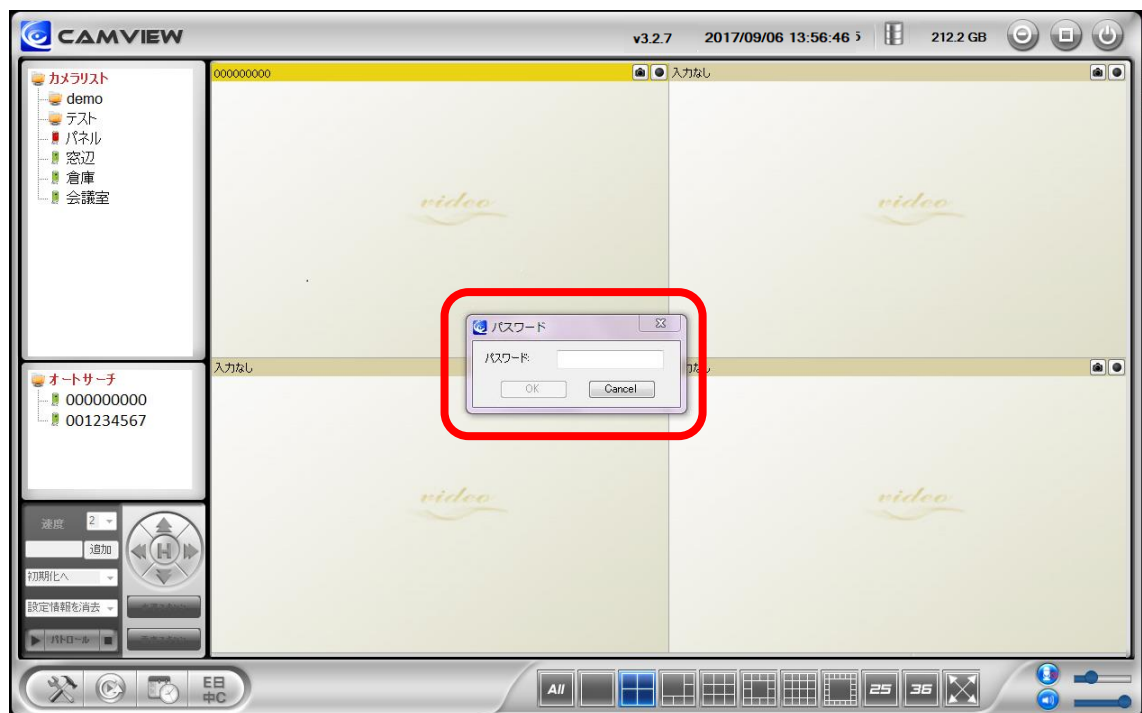 CAMVIEW
v3.2.7 2017/09/06 13:56:46 212.2 GB
カメラリスト
demo
テスト
パネル
窓辺
倉庫
会議室
000000000
入力なし
video
video
パスワード
パスワード:
OK Cancel
オートサーチ
000000000
001234567
入力なし
video
video
速度 2
追加
初期化へ
設定情報を消去
パトロール
E日
中C
All
25 36